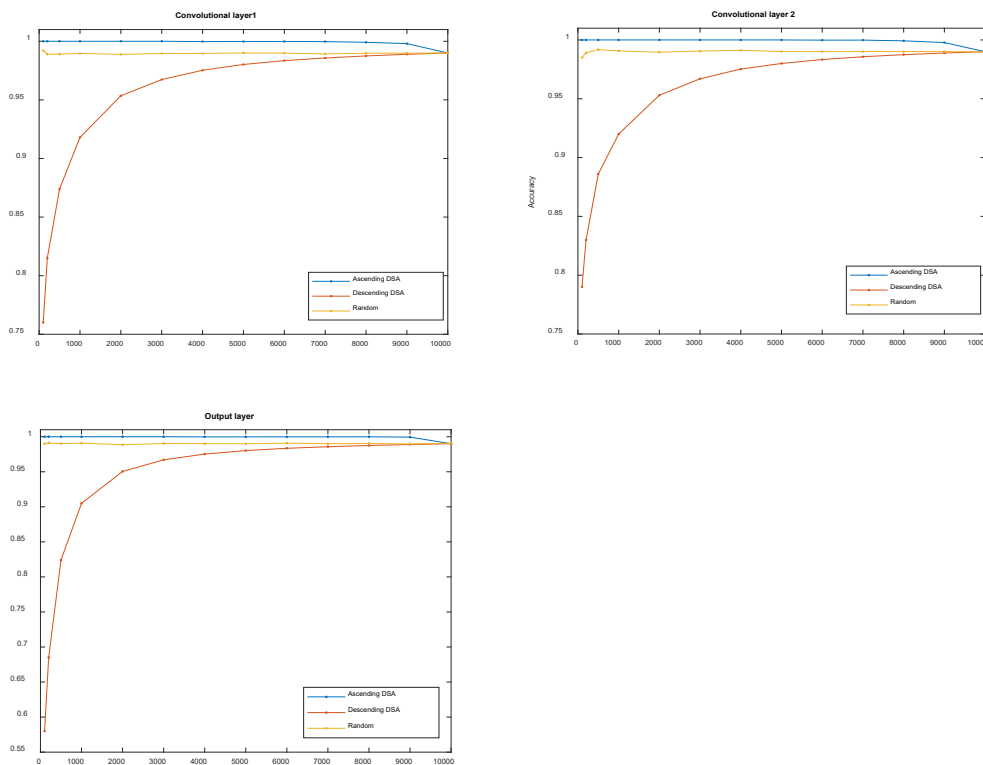 Convolutional layer1
1
0.95
0.9
0.85
0.8
0.75
0 1000 2000 3000 4000 5000 6000 7000 8000 9000 10000
Ascending DSA
Descending DSA
Random
Convolutional layer 2
Accuracy
1
0.95
0.9
0.85
0.8
0.75
0 1000 2000 3000 4000 5000 6000 7000 8000 9000 10000
Ascending DSA
Descending DSA
Random
Output layer
1
0.95
0.9
0.85
0.8
0.75
0.7
0.65
0.6
0.55
0 1000 2000 3000 4000 5000 6000 7000 8000 9000 10000
Ascending DSA
Descending DSA
Random